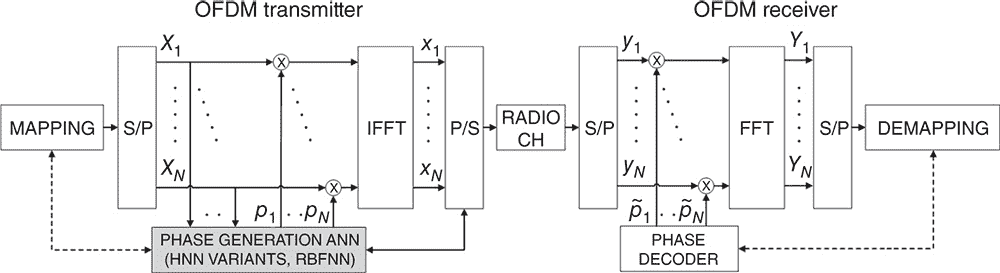 OFDM transmitter
OFDM receiver
MAPPING
S/P
X1
XN
X
X
IFFT
x1
xN
P/S
p1 . . pN
PHASE GENERATION ANN
(HNN VARIANTS, RBFNN)
RADIO
CH
S/P
y1
yN
X
X
FFT
Y1
YN
S/P
DEMAPPING
p̃1 . . p̃N
PHASE
DECODER